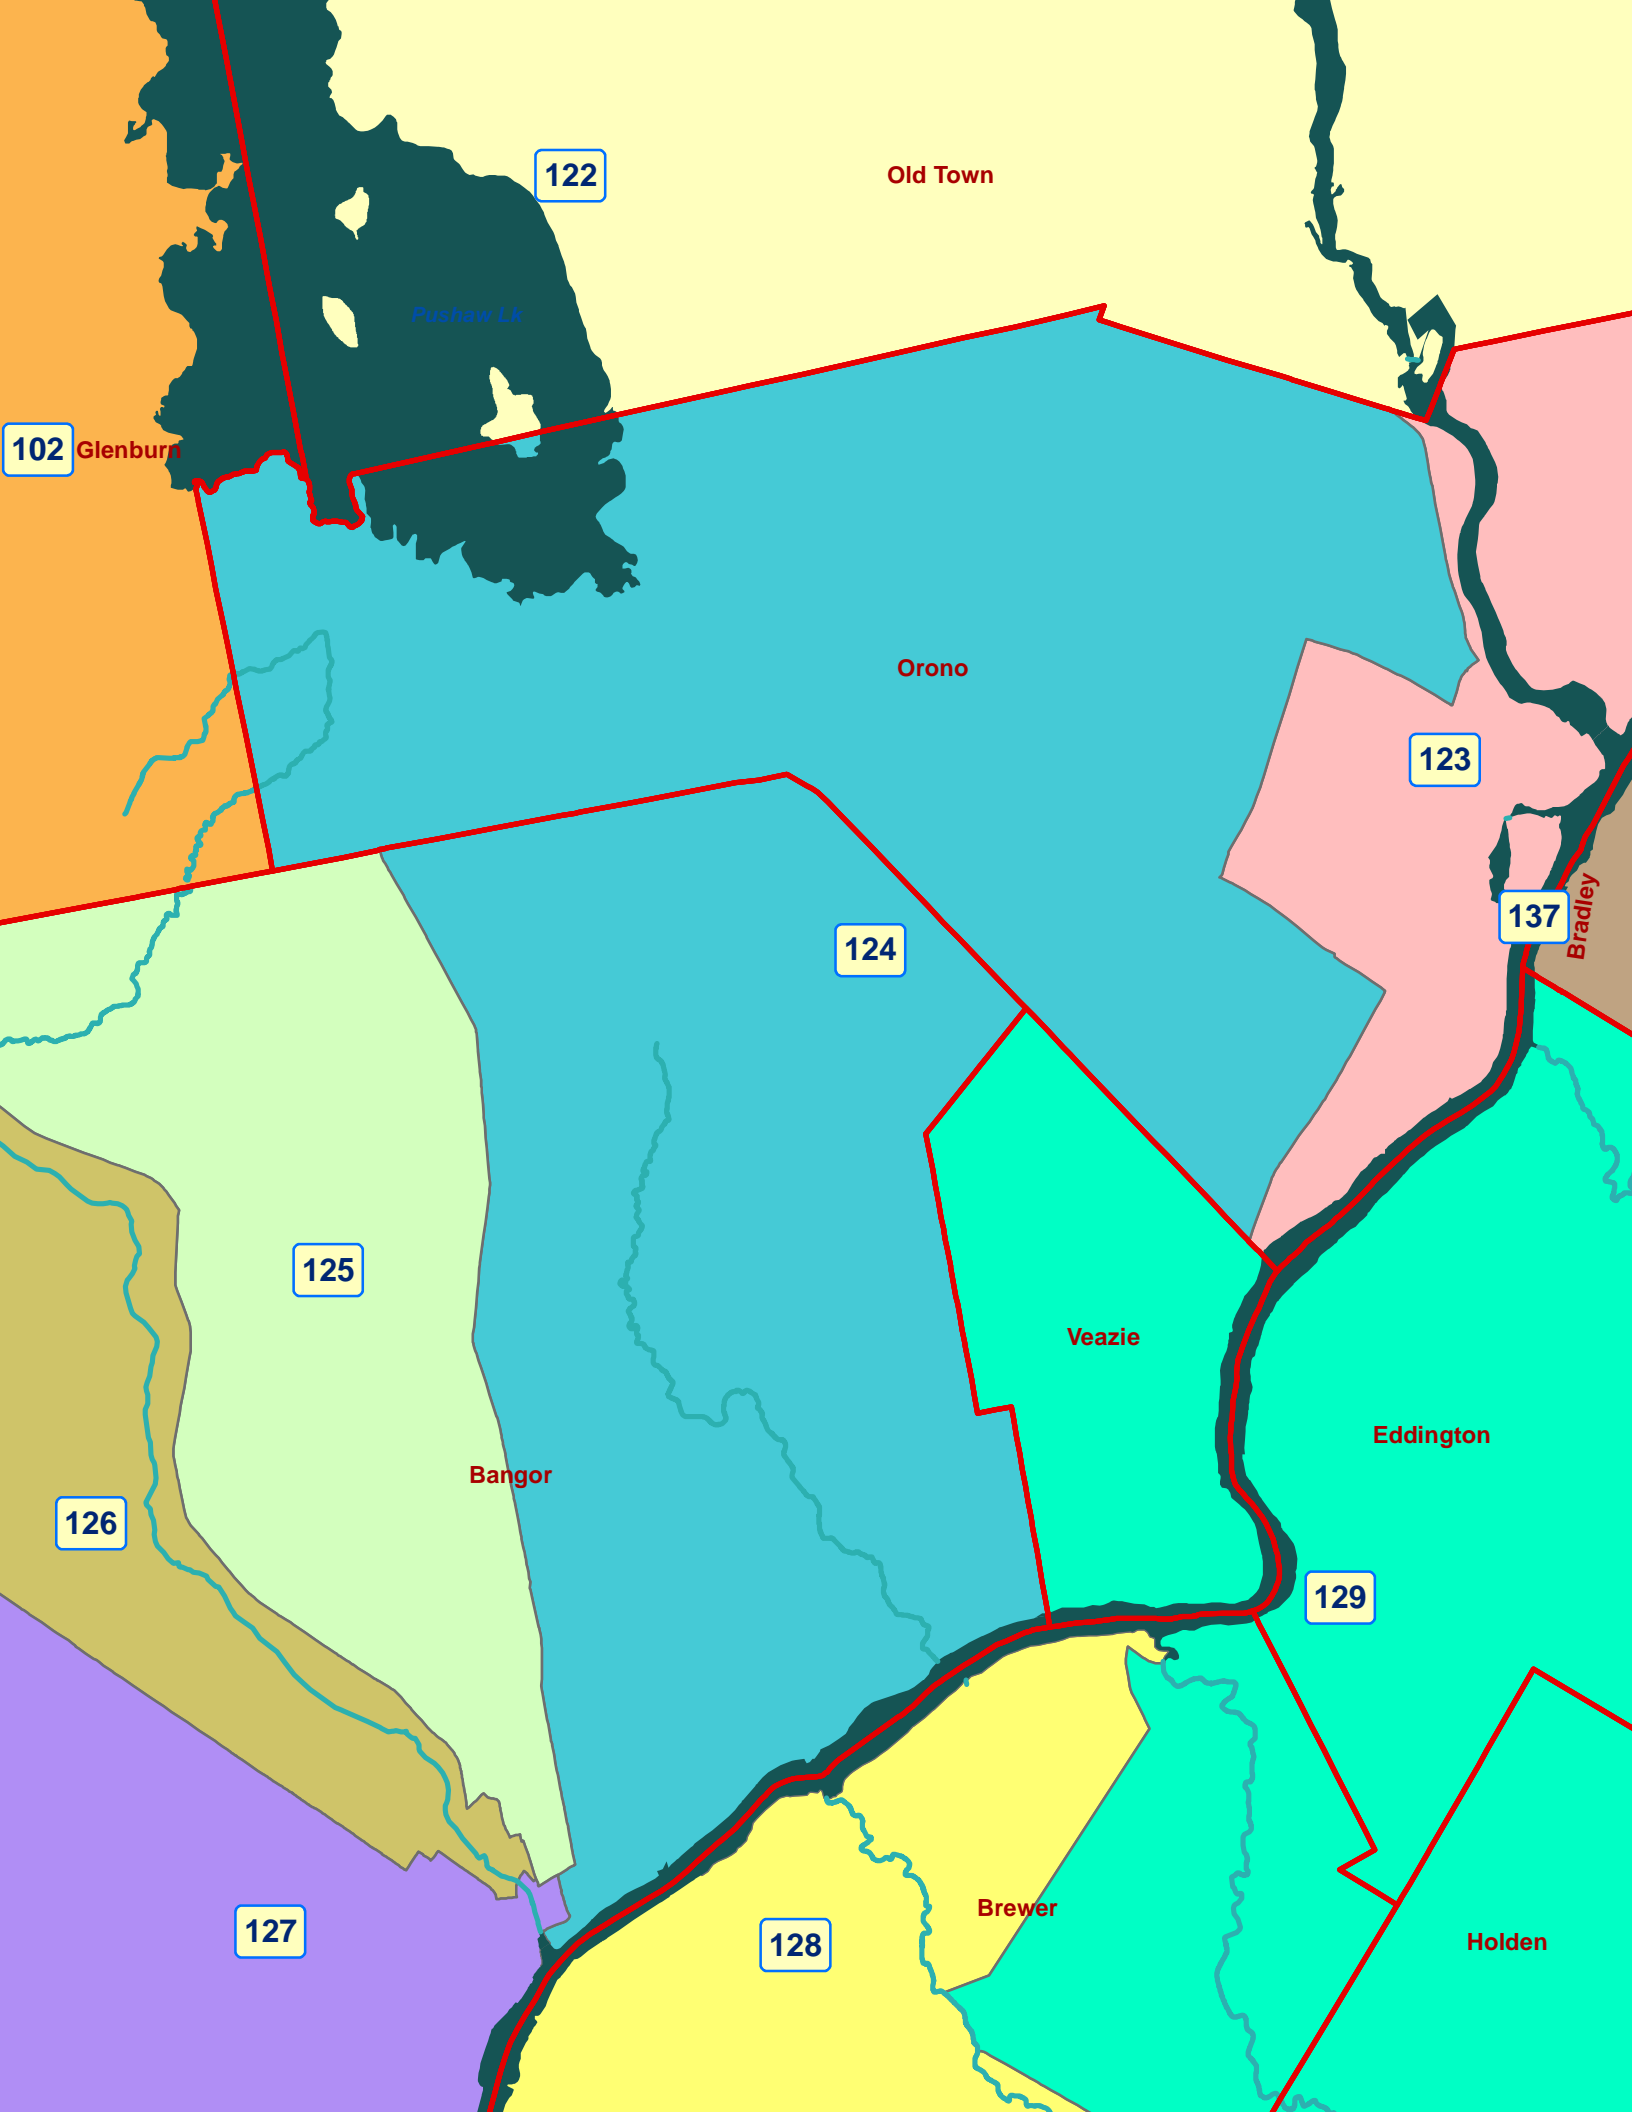 122
Old Town
Pushaw Lk
102
Glenburn
Orono
123
137
Bradley
124
125
Veazie
Eddington
Bangor
126
129
Brewer
127
128
Holden